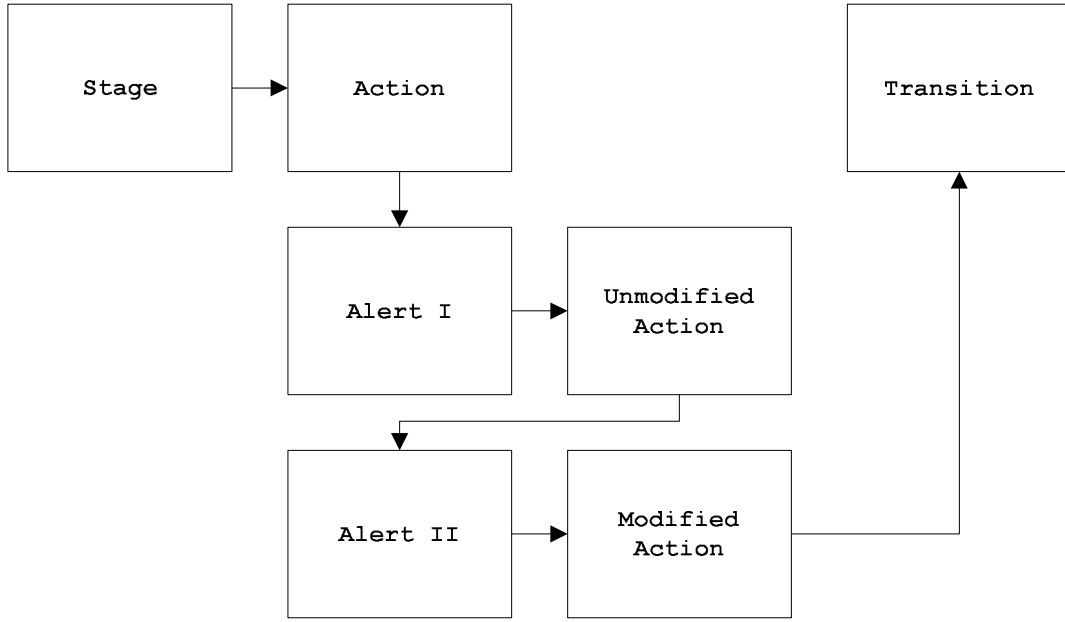 Stage
Action
Transition
Alert I
Unmodified
Action
Alert II
Modified
Action